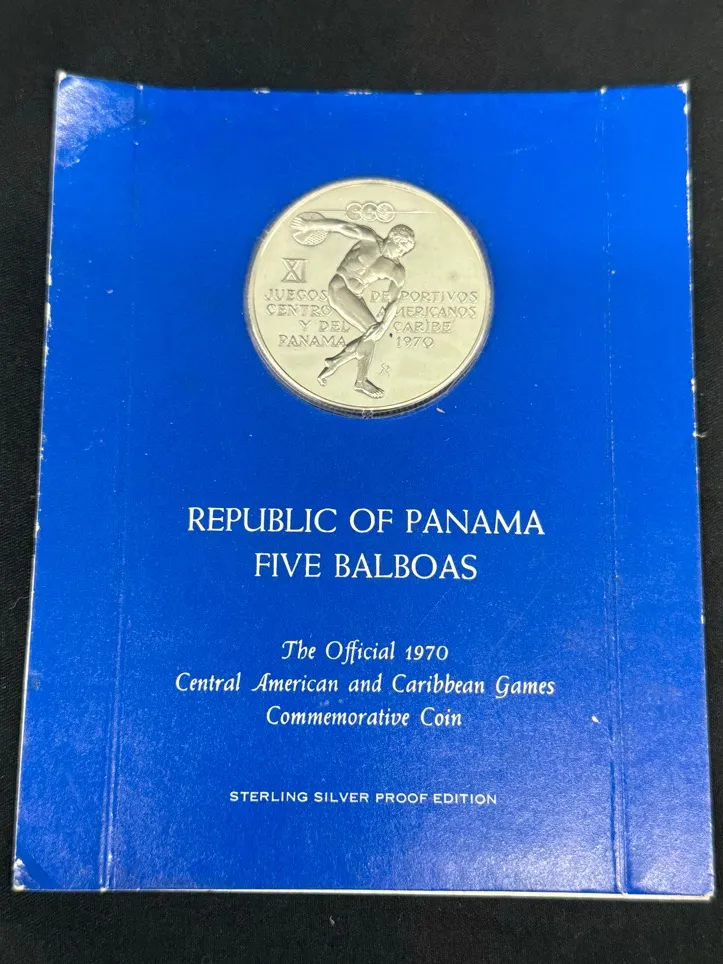 XI
JUEGOS DEPORTIVOS
CENTRO AMERICANOS
Y DEL CARIBE
PANAMA 1970
REPUBLIC OF PANAMA
FIVE BALBOAS
The Official 1970
Central American and Caribbean Games
Commemorative Coin
STERLING SILVER PROOF EDITION